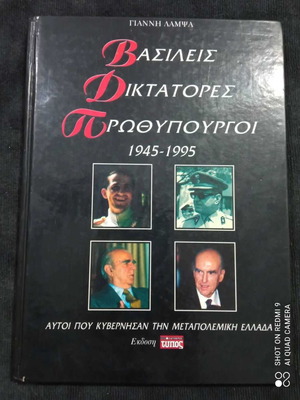 ΓΙΑΝΝΗ ΛΑΜΨΑ
ΒΑΣΙΛΕΙΣ
ΔΙΚΤΑΤΟΡΕΣ
ΠΡΩΘΥΠΟΥΡΓΟΙ
1945-1995
ΑΥΤΟΙ ΠΟΥ ΚΥΒΕΡΝΗΣΑΝ ΤΗΝ ΜΕΤΑΠΟΛΕΜΙΚΗ ΕΛΛΑΔΑ
Εκδοση τυπος
SHOT ON REDMI 9
AI QUAD CAMERA